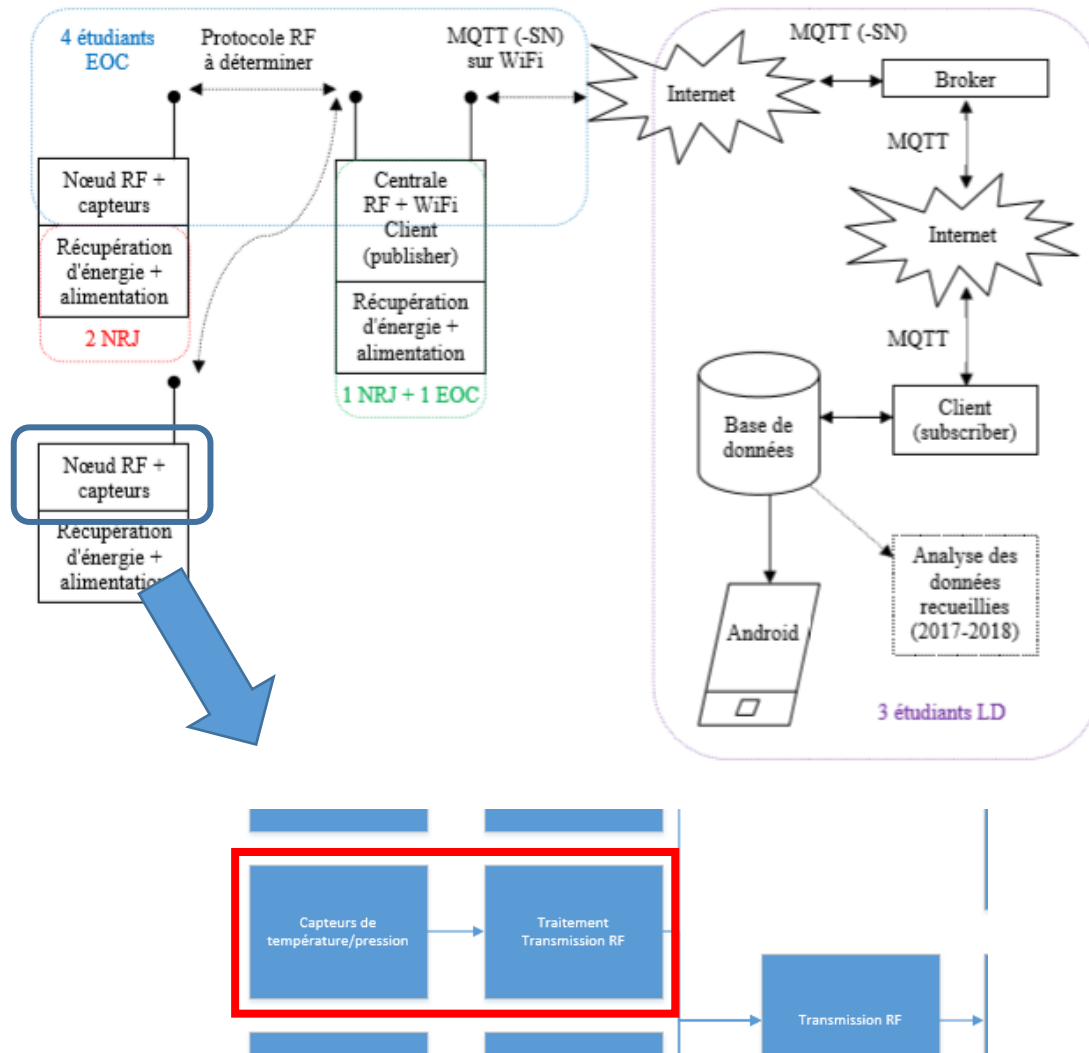 4 étudiants
EOC
Protocole RF
à déterminer
MQTT (-SN)
sur WiFi
MQTT (-SN)
Internet
Broker
MQTT
Nœud RF +
capteurs
Récupération
d'énergie +
alimentation
2 NRJ
Centrale
RF + WiFi
Client
(publisher)
Récupération
d'énergie +
alimentation
1 NRJ + 1 EOC
Internet
MQTT
Base de
données
Client
(subscriber)
Nœud RF +
capteurs
Récupération
d'énergie +
alimentation
Android
Analyse des
données
recueillies
(2017-2018)
3 étudiants LD
Capteurs de
température/pression
Traitement
Transmission RF
Transmission RF